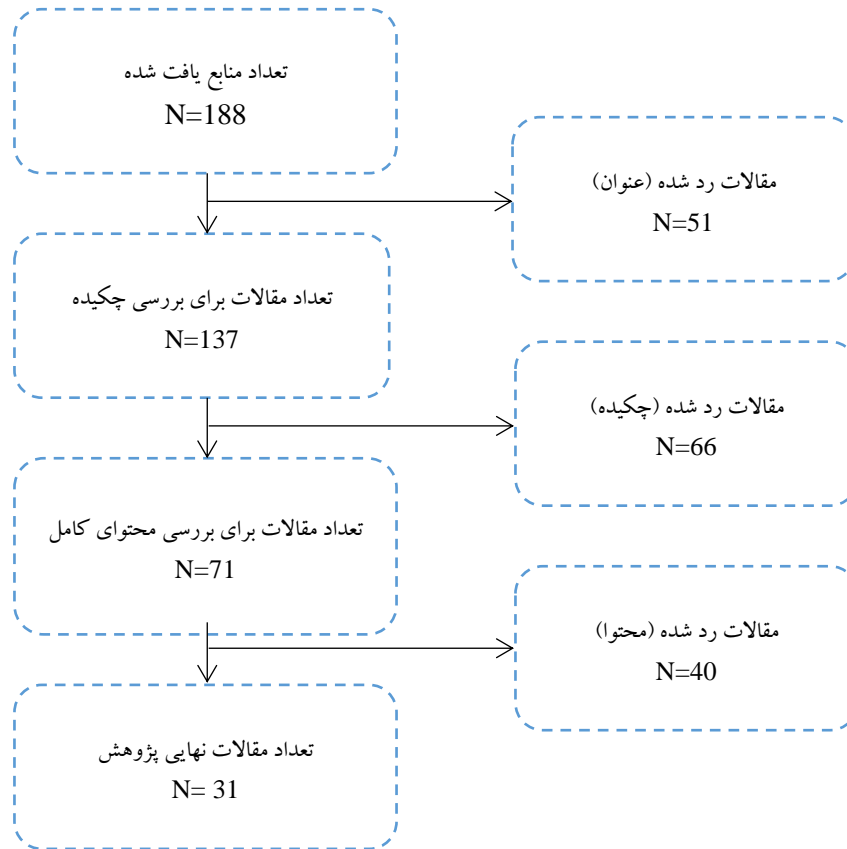 تعداد منابع یافت شده
N=188
مقالات رد شده (عنوان)
N=51
تعداد مقالات برای بررسی چکیده
N=137
مقالات رد شده (چکیده)
N=66
تعداد مقالات برای بررسی محتوای کامل
N=71
مقالات رد شده (محتوا)
N=40
تعداد مقالات نهایی پژوهش
N= 31